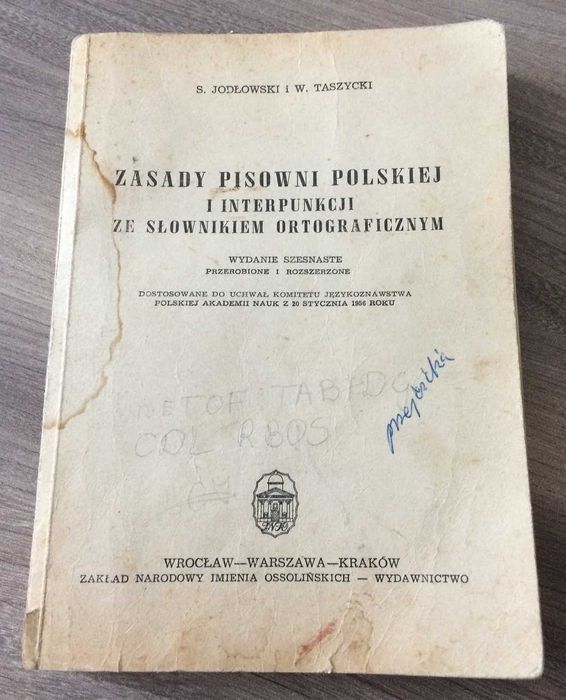 S. JODŁOWSKI i W. TASZYCKI
ZASADY PISOWNI POLSKIEJ
I INTERPUNKCJI
ZE SŁOWNIKIEM ORTOGRAFICZNYM
WYDANIE SZESNASTE
PRZEROBIONE I ROZSZERZONE
DOSTOSOWANE DO UCHWAŁ KOMITETU JĘZYKOZNAWSTWA
POLSKIEJ AKADEMII NAUK Z 20 STYCZNIA 1956 ROKU
WROCŁAW—WARSZAWA—KRAKÓW
ZAKŁAD NARODOWY IMIENIA OSSOLIŃSKICH — WYDAWNICTWO